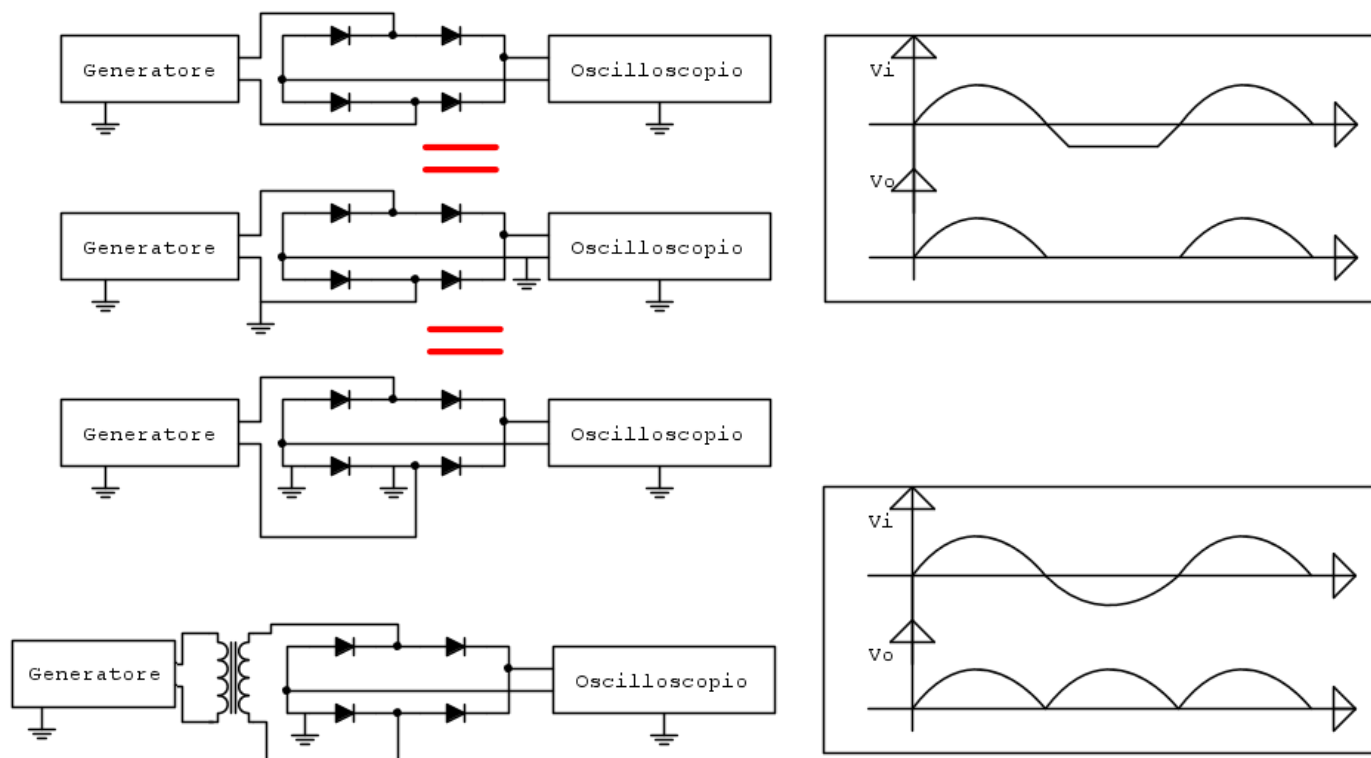 Generatore
Oscilloscopio
Vi
Vo
Generatore
Oscilloscopio
Generatore
Oscilloscopio
Vi
Vo
Generatore
Oscilloscopio